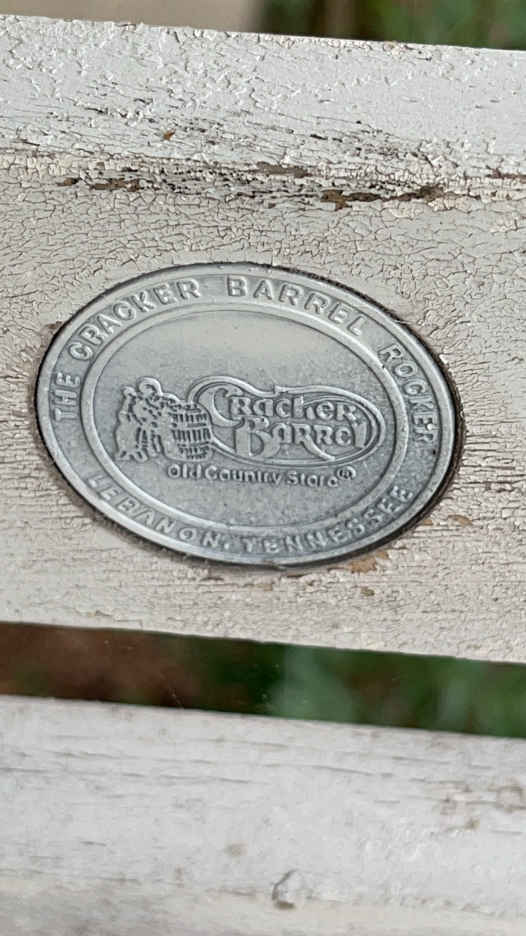 THE CRACKER BARREL ROCKER
Cracker
Barrel
Old Country Store®
LEBANON, TENNESSEE